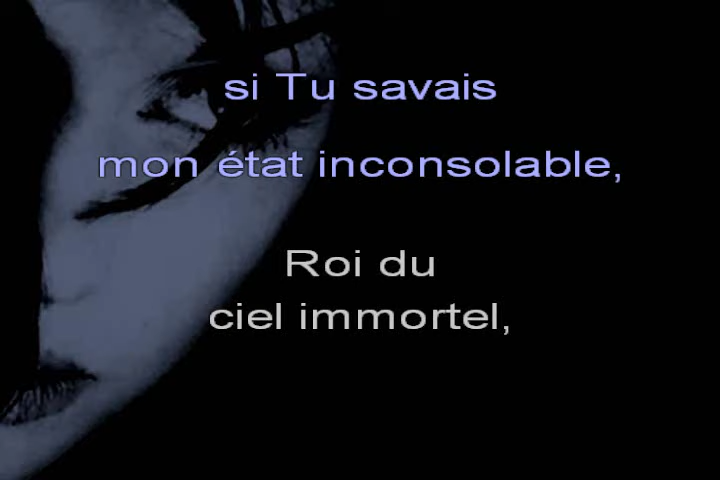 si Tu savais
mon état inconsolable,
Roi du
ciel immortel,